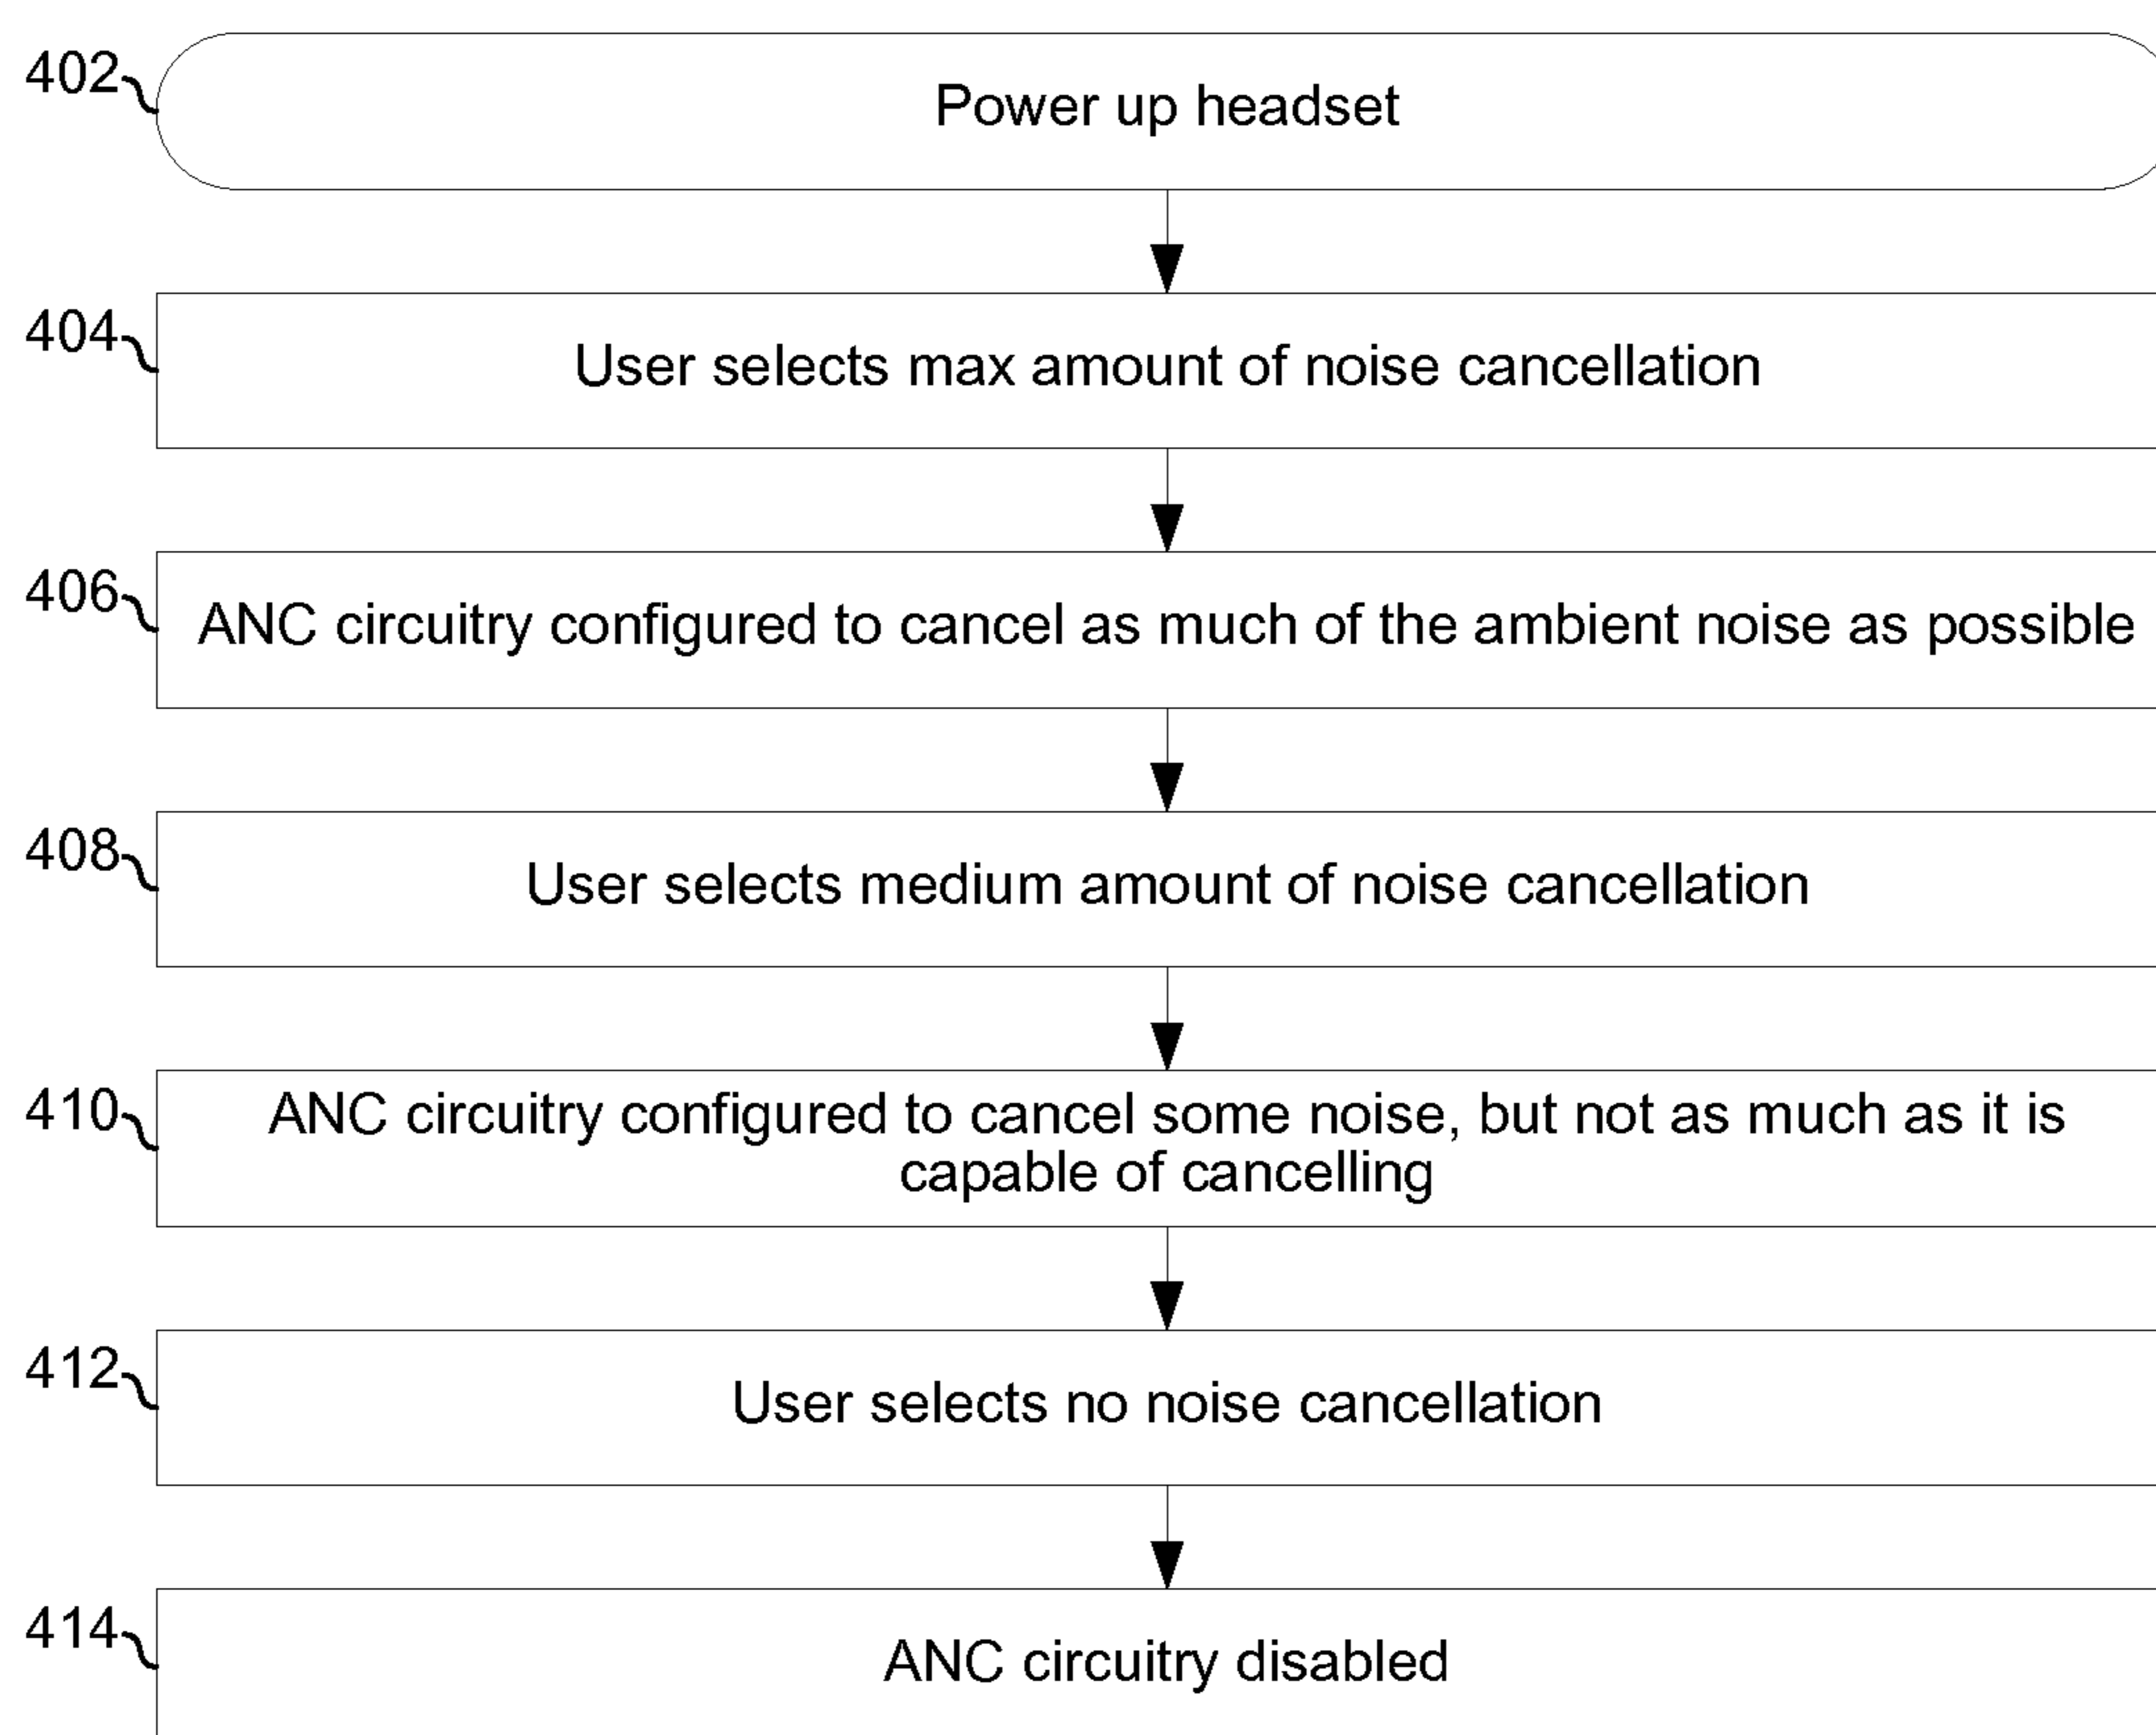 402
Power up headset
404
User selects max amount of noise cancellation
406
ANC circuitry configured to cancel as much of the ambient noise as possible
408
User selects medium amount of noise cancellation
410
ANC circuitry configured to cancel some noise, but not as much as it is
capable of cancelling
412
User selects no noise cancellation
414
ANC circuitry disabled